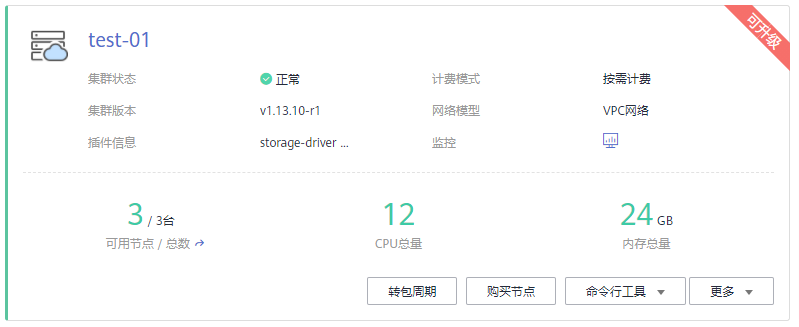 可升级
test-01
集群状态 正常 计费模式 按需计费
集群版本 v1.13.10-r1 网络模型 VPC网络
插件信息 storage-driver ... 监控
3 / 3台 12 24 GB
可用节点 / 总数 CPU总量 内存总量
转包周期 购买节点 命令行工具 更多